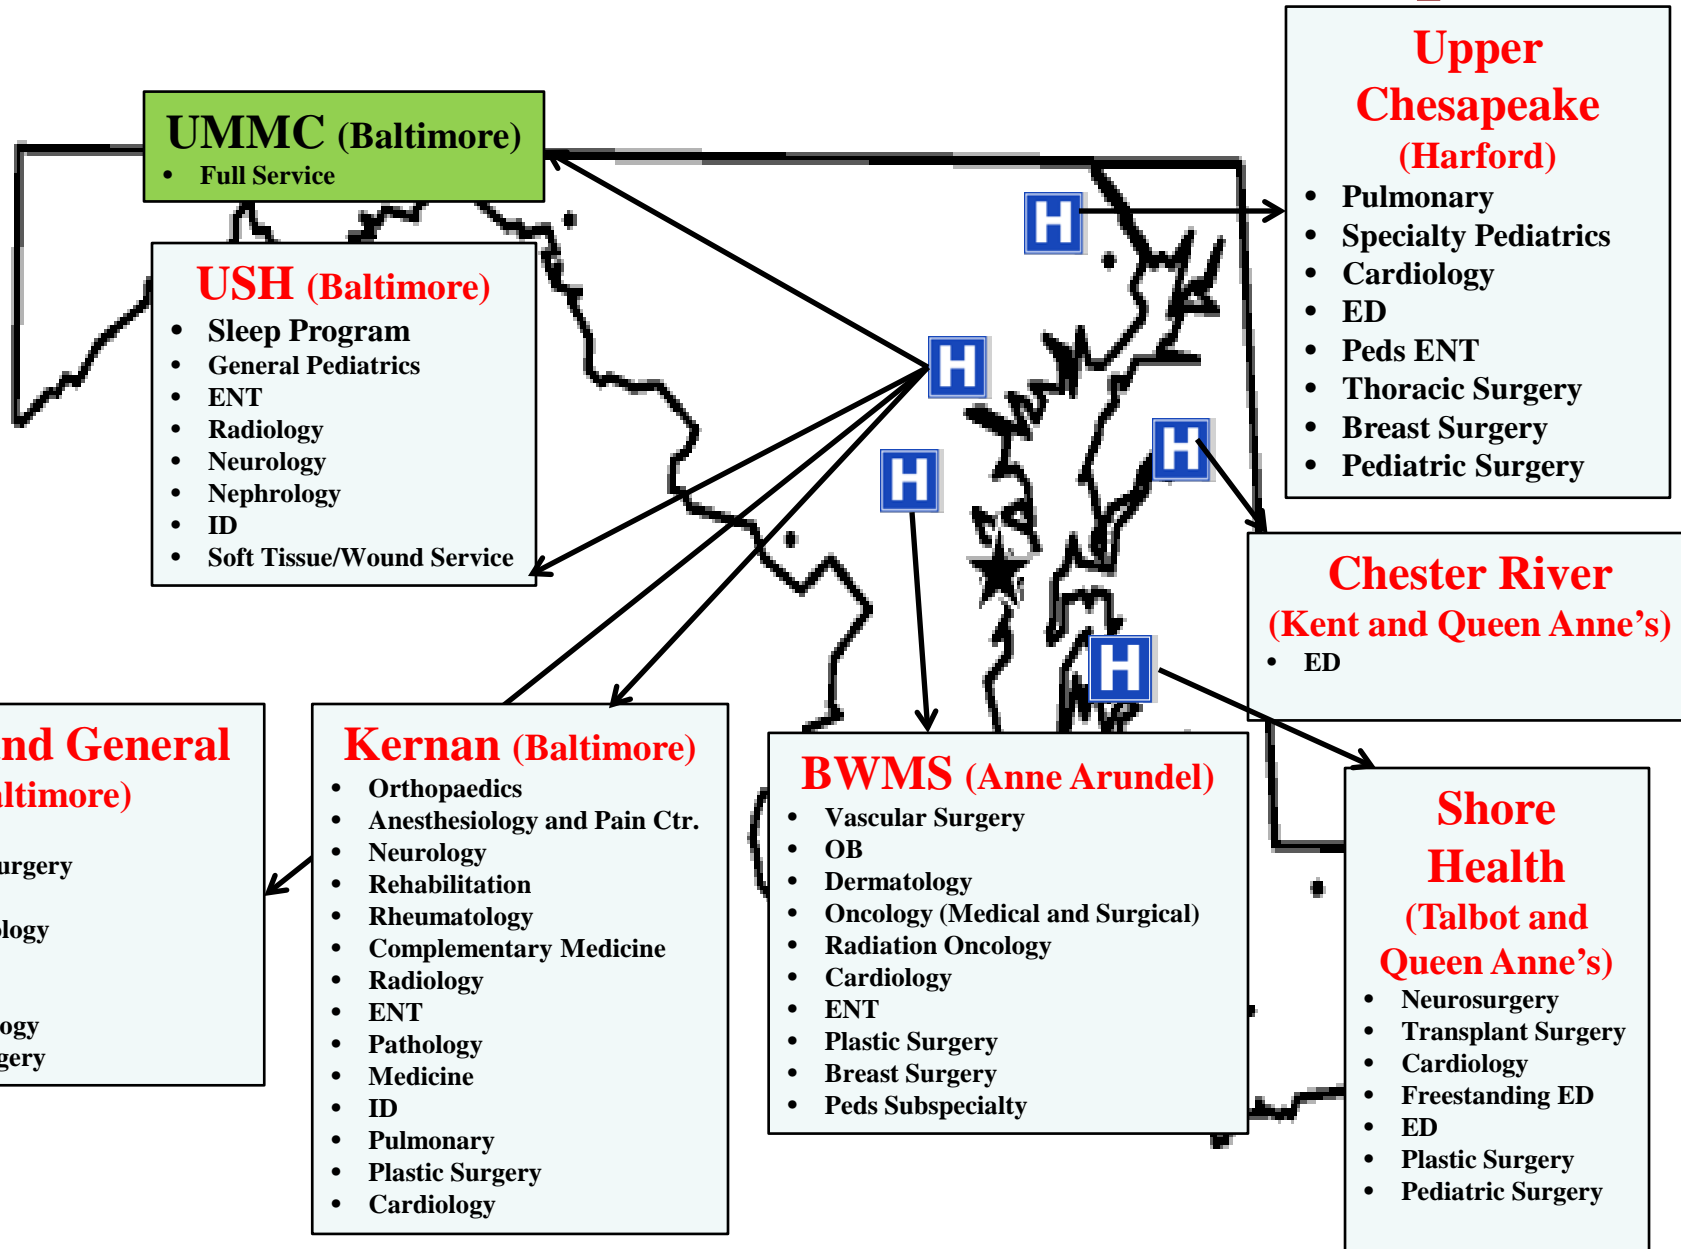 UMMC (Baltimore)
• Full Service
USH (Baltimore)
• Sleep Program
• General Pediatrics
• ENT
• Radiology
• Neurology
• Nephrology
• ID
• Soft Tissue/Wound Service
nd General
altimore)
urgery
logy
ogy
gery
Kernan (Baltimore)
• Orthopaedics
• Anesthesiology and Pain Ctr.
• Neurology
• Rehabilitation
• Rheumatology
• Complementary Medicine
• Radiology
• ENT
• Pathology
• Medicine
• ID
• Pulmonary
• Plastic Surgery
• Cardiology
H
H
H
H
H
BWMS (Anne Arundel)
• Vascular Surgery
• OB
• Dermatology
• Oncology (Medical and Surgical)
• Radiation Oncology
• Cardiology
• ENT
• Plastic Surgery
• Breast Surgery
• Peds Subspecialty
Upper
Chesapeake
(Harford)
• Pulmonary
• Specialty Pediatrics
• Cardiology
• ED
• Peds ENT
• Thoracic Surgery
• Breast Surgery
• Pediatric Surgery
Chester River
(Kent and Queen Anne’s)
• ED
Shore
Health
(Talbot and
Queen Anne’s)
• Neurosurgery
• Transplant Surgery
• Cardiology
• Freestanding ED
• ED
• Plastic Surgery
• Pediatric Surgery